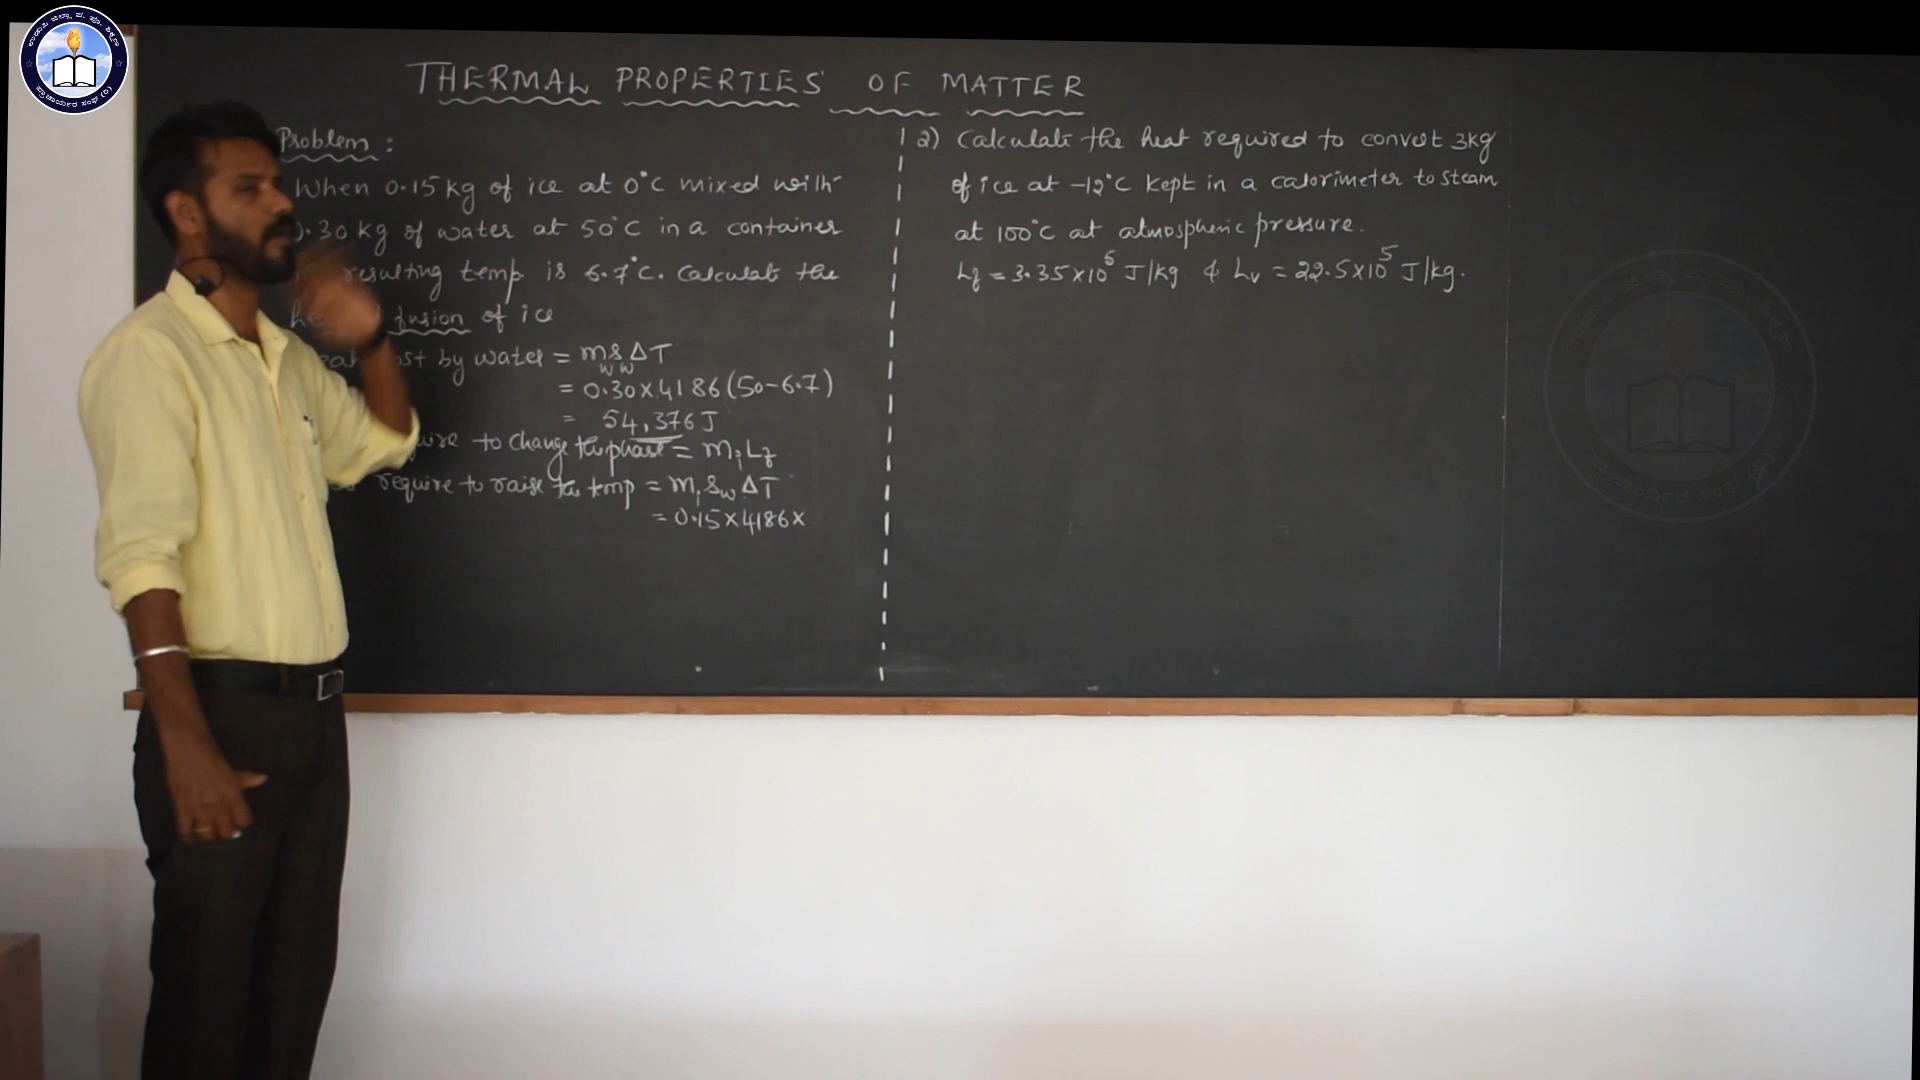 ಉಡುಪಿ ಜಿಲ್ಲಾ ಪ. ಪೂ.
ಪ್ರಾಚಾರ್ಯರ ಸಂಘ (ರಿ)
THERMAL PROPERTIES OF MATTER
Problem :
When 0.15 kg of ice at 0°C mixed with
0.30 kg of water at 50°C in a container
resulting temp is 6.7°C. Calculate the
fusion of ice
by water = m_w s_w ΔT
= 0.30 × 4186 (50-6.7)
= 54,376 J
to change the phase = m_i L_f
require to raise the temp = m_i s_w ΔT
= 0.15 × 4186 ×
2) Calculate the heat required to convert 3kg
of ice at -12°C kept in a calorimeter to steam
at 100°C at atmospheric pressure.
L_f = 3.35×10⁵ J/kg & L_v = 22.5×10⁵ J/kg.